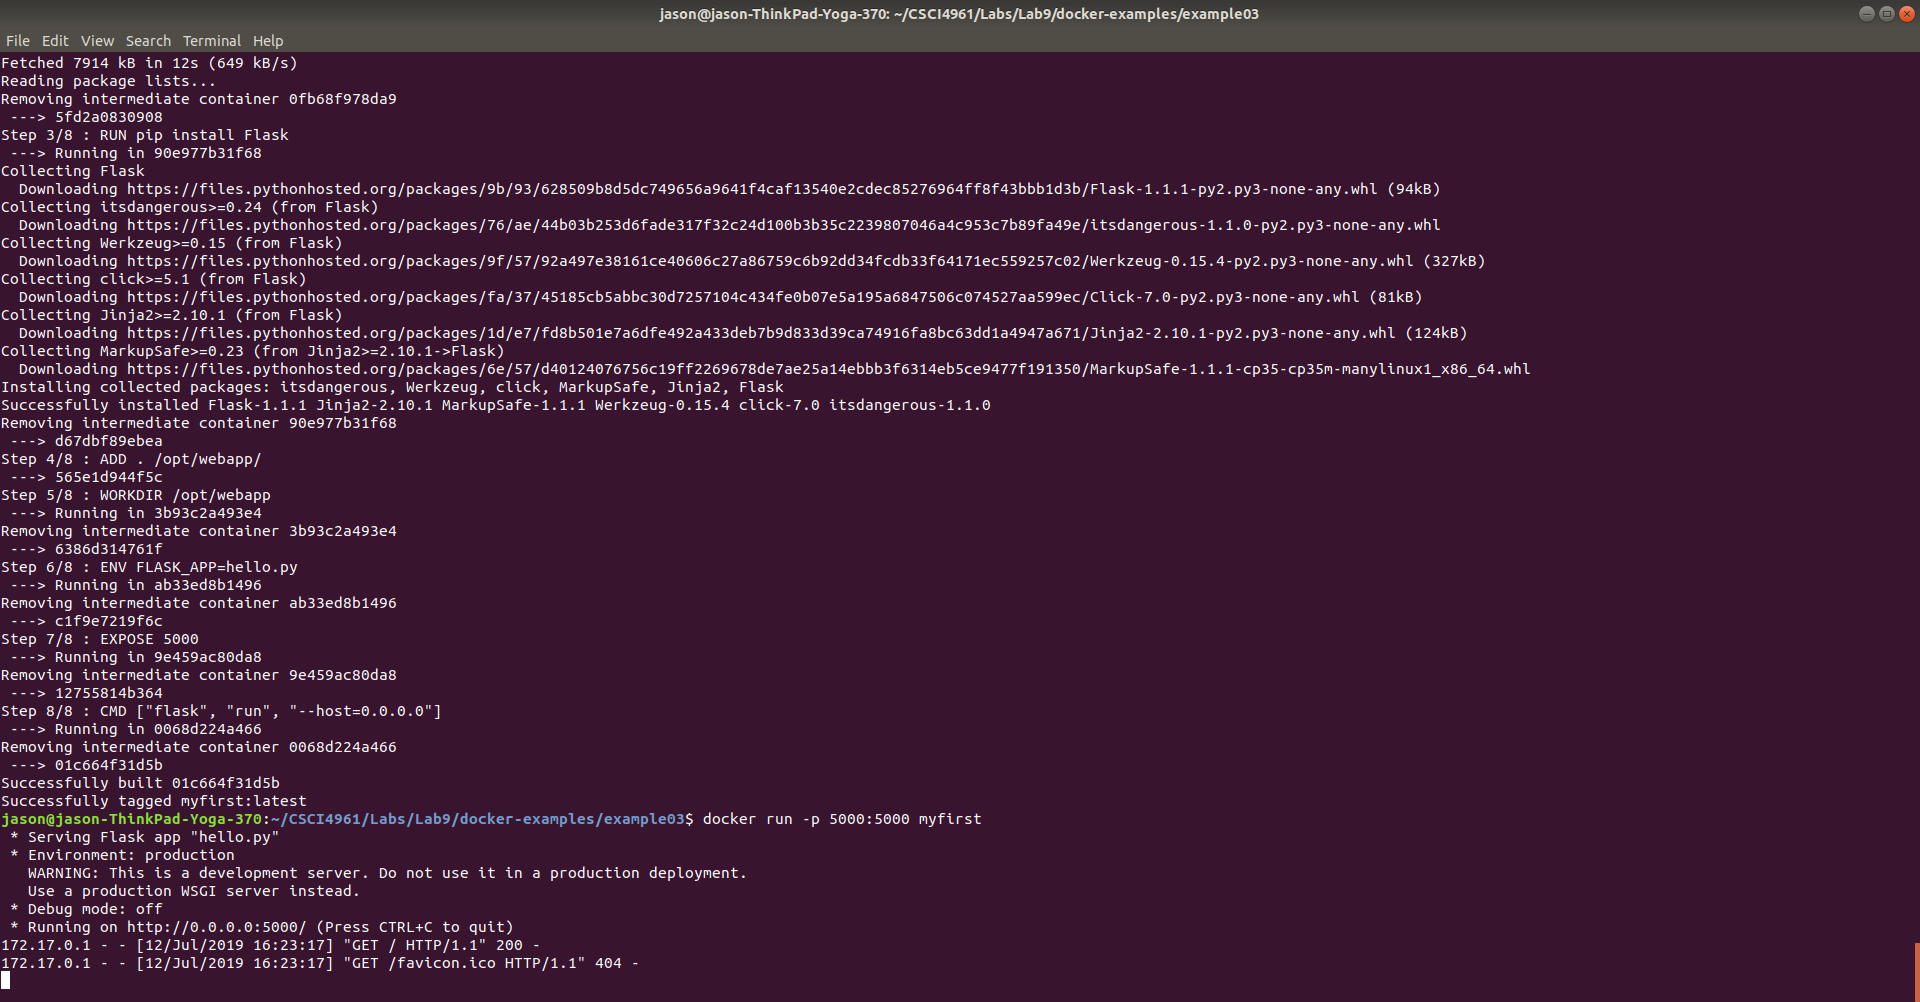 jason@jason-ThinkPad-Yoga-370: ~/CSCI4961/Labs/Lab9/docker-examples/example03
File Edit View Search Terminal Help
Fetched 7914 kB in 12s (649 kB/s)
Reading package lists...
Removing intermediate container 0fb68f978da9
 ---> 5fd2a0830908
Step 3/8 : RUN pip install Flask
 ---> Running in 90e977b31f68
Collecting Flask
  Downloading https://files.pythonhosted.org/packages/9b/93/628509b8d5dc749656a9641f4caf13540e2cdec85276964ff8f43bbb1d3b/Flask-1.1.1-py2.py3-none-any.whl (94kB)
Collecting itsdangerous>=0.24 (from Flask)
  Downloading https://files.pythonhosted.org/packages/76/ae/44b03b253d6fade317f32c24d100b3b35c2239807046a4c953c7b89fa49e/itsdangerous-1.1.0-py2.py3-none-any.whl
Collecting Werkzeug>=0.15 (from Flask)
  Downloading https://files.pythonhosted.org/packages/9f/57/92a497e38161ce40606c27a86759c6b92dd34fcdb33f64171ec559257c02/Werkzeug-0.15.4-py2.py3-none-any.whl (327kB)
Collecting click>=5.1 (from Flask)
  Downloading https://files.pythonhosted.org/packages/fa/37/45185cb5abbc30d7257104c434fe0b07e5a195a6847506c074527aa599ec/Click-7.0-py2.py3-none-any.whl (81kB)
Collecting Jinja2>=2.10.1 (from Flask)
  Downloading https://files.pythonhosted.org/packages/1d/e7/fd8b501e7a6dfe492a433deb7b9d833d39ca74916fa8bc63dd1a4947a671/Jinja2-2.10.1-py2.py3-none-any.whl (124kB)
Collecting MarkupSafe>=0.23 (from Jinja2>=2.10.1->Flask)
  Downloading https://files.pythonhosted.org/packages/6e/57/d40124076756c19ff2269678de7ae25a14ebbb3f6314eb5ce9477f191350/MarkupSafe-1.1.1-cp35-cp35m-manylinux1_x86_64.whl
Installing collected packages: itsdangerous, Werkzeug, click, MarkupSafe, Jinja2, Flask
Successfully installed Flask-1.1.1 Jinja2-2.10.1 MarkupSafe-1.1.1 Werkzeug-0.15.4 click-7.0 itsdangerous-1.1.0
Removing intermediate container 90e977b31f68
 ---> d67dbf89ebea
Step 4/8 : ADD . /opt/webapp/
 ---> 565e1d944f5c
Step 5/8 : WORKDIR /opt/webapp
 ---> Running in 3b93c2a493e4
Removing intermediate container 3b93c2a493e4
 ---> 6386d314761f
Step 6/8 : ENV FLASK_APP=hello.py
 ---> Running in ab33ed8b1496
Removing intermediate container ab33ed8b1496
 ---> c1f9e7219f6c
Step 7/8 : EXPOSE 5000
 ---> Running in 9e459ac80da8
Removing intermediate container 9e459ac80da8
 ---> 12755814b364
Step 8/8 : CMD ["flask", "run", "--host=0.0.0.0"]
 ---> Running in 0068d224a466
Removing intermediate container 0068d224a466
 ---> 01c664f31d5b
Successfully built 01c664f31d5b
Successfully tagged myfirst:latest
jason@jason-ThinkPad-Yoga-370:~/CSCI4961/Labs/Lab9/docker-examples/example03$ docker run -p 5000:5000 myfirst
 * Serving Flask app "hello.py"
 * Environment: production
   WARNING: This is a development server. Do not use it in a production deployment.
   Use a production WSGI server instead.
 * Debug mode: off
 * Running on http://0.0.0.0:5000/ (Press CTRL+C to quit)
172.17.0.1 - - [12/Jul/2019 16:23:17] "GET / HTTP/1.1" 200 -
172.17.0.1 - - [12/Jul/2019 16:23:17] "GET /favicon.ico HTTP/1.1" 404 -